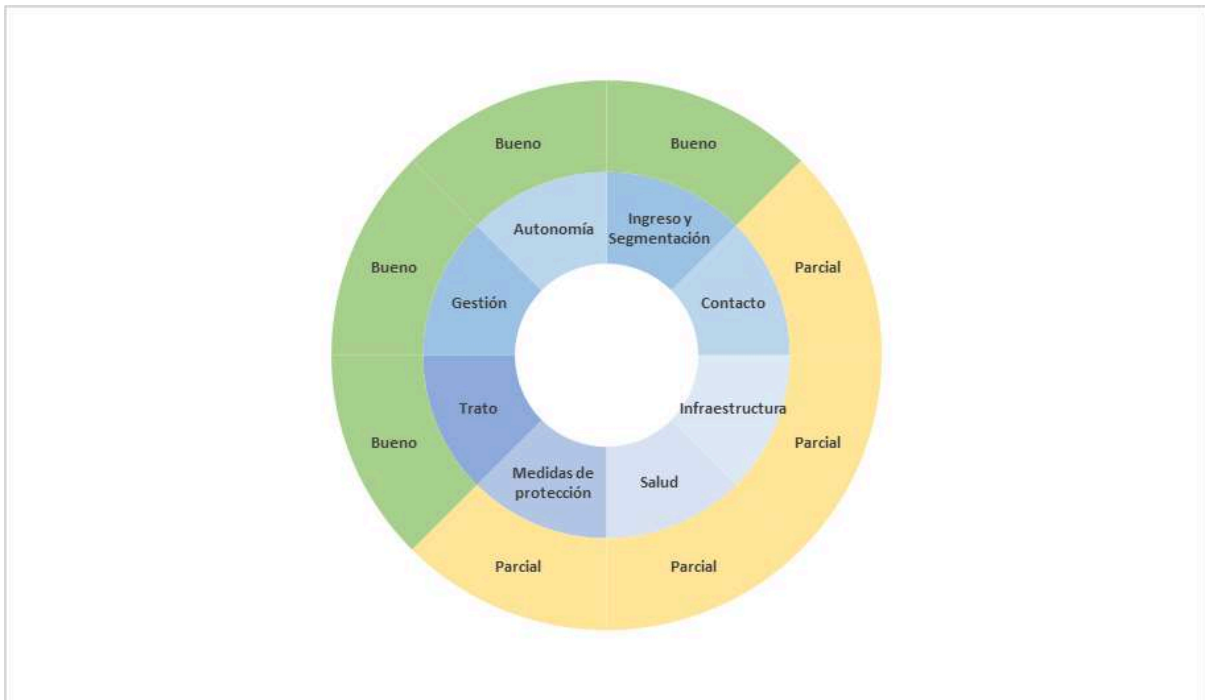 Bueno
Bueno
Autonomía
Ingreso y
Segmentación
Bueno
Parcial
Gestión
Contacto
Trato
Infraestructura
Bueno
Parcial
Medidas de
protección
Salud
Parcial
Parcial